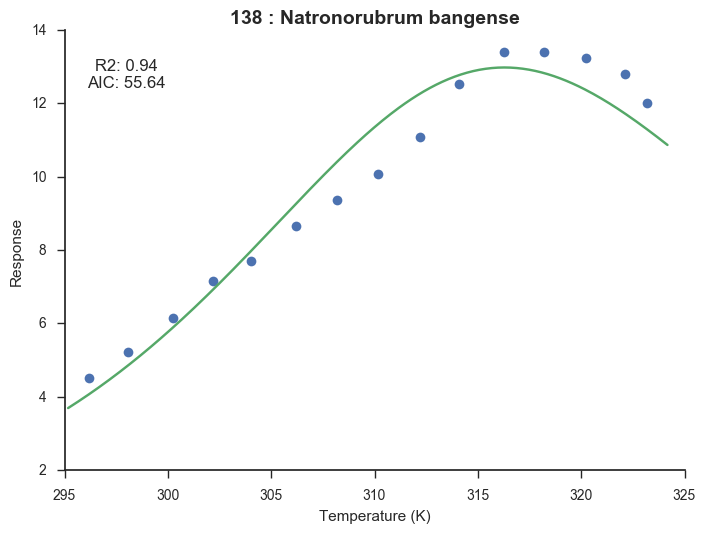 138 : Natronorubrum bangense
R2: 0.94
AIC: 55.64
14
12
10
8
6
4
2
Response
295 300 305 310 315 320 325
Temperature (K)